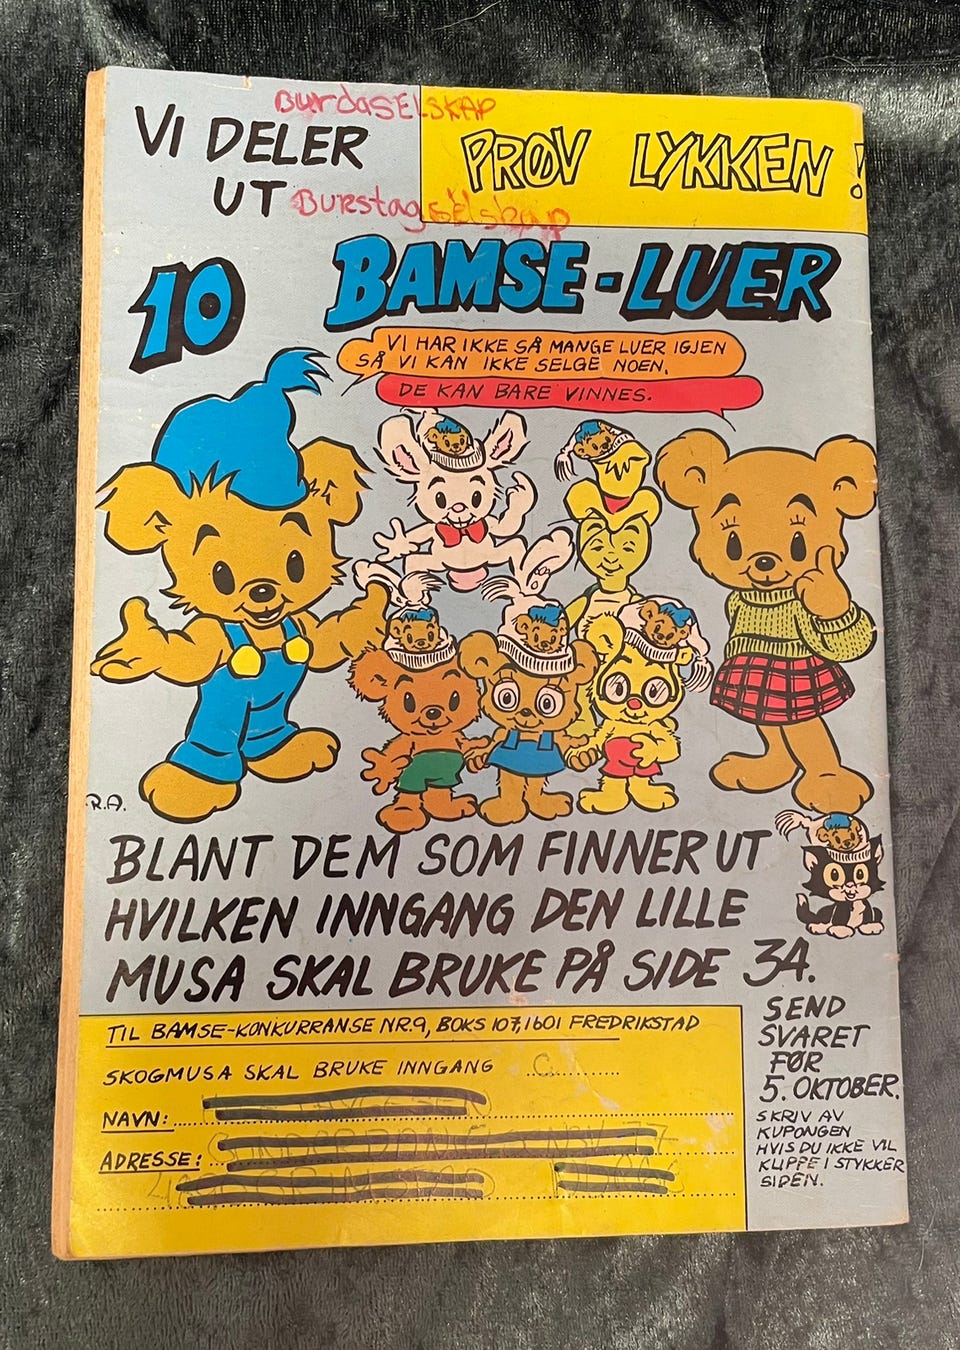 BurdaSELSKAP
VI DELER
UT
Burstagselskap
PRØV LYKKEN!
10 BAMSE-LUER
VI HAR IKKE SÅ MANGE LUER IGJEN
SÅ VI KAN IKKE SELGE NOEN.
DE KAN BARE VINNES.
R.A.
BLANT DEM SOM FINNER UT
HVILKEN INNGANG DEN LILLE
MUSA SKAL BRUKE PÅ SIDE 34.
TIL BAMSE-KONKURRANSE NR.9, BOKS 107, 1601 FREDRIKSTAD
SKOGMUSA SKAL BRUKE INNGANG C
NAVN:
ADRESSE:
SEND
SVARET
FØR
5. OKTOBER.
SKRIV AV
KUPONGEN
HVIS DU IKKE VIL
KLIPPE I STYKKER
SIDEN.